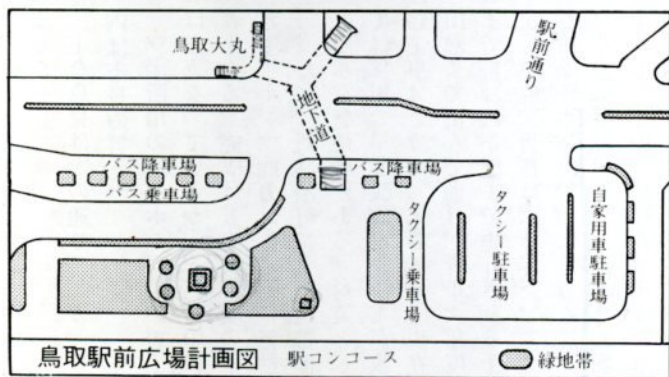 鳥取大丸
駅前通り
地下道
バス降車場
バス乗車場
バス降車場
タクシー乗車場
タクシー駐車場
自家用車駐車場
鳥取駅前広場計画図
駅コンコース
緑地帯